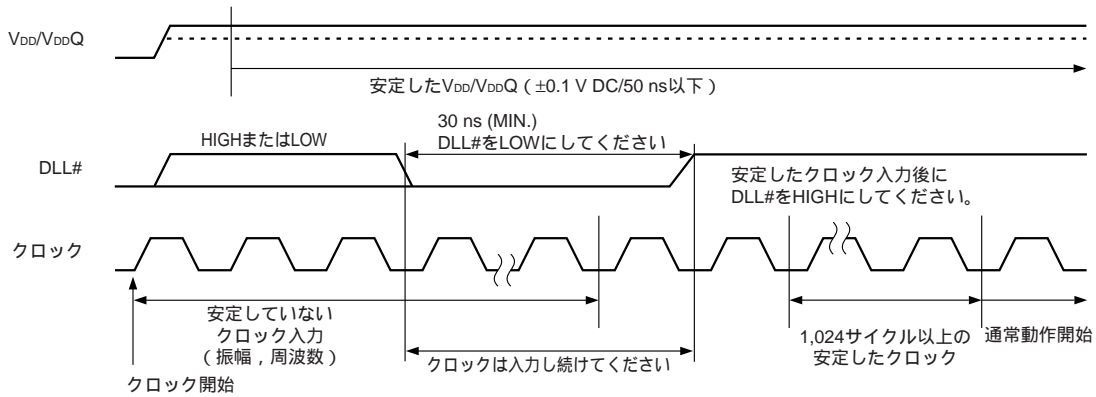 VDD/VDDQ
安定したVDD/VDDQ（±0.1 V DC/50 ns以下）
30 ns (MIN.)
DLL#をLOWにしてください
HIGHまたはLOW
DLL#
安定したクロック入力後に
DLL#をHIGHにしてください。
クロック
安定していない
クロック入力
（振幅，周波数）
クロックは入力し続けてください
1,024サイクル以上の
安定したクロック
通常動作開始
クロック開始